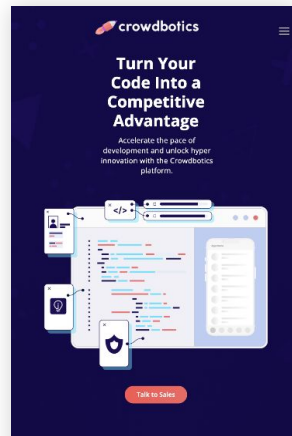 crowdbotics
Turn Your
Code Into a
Competitive
Advantage
Accelerate the pace of
development and unlock hyper
innovation with the Crowdbotics
platform.
</>
Talk to Sales